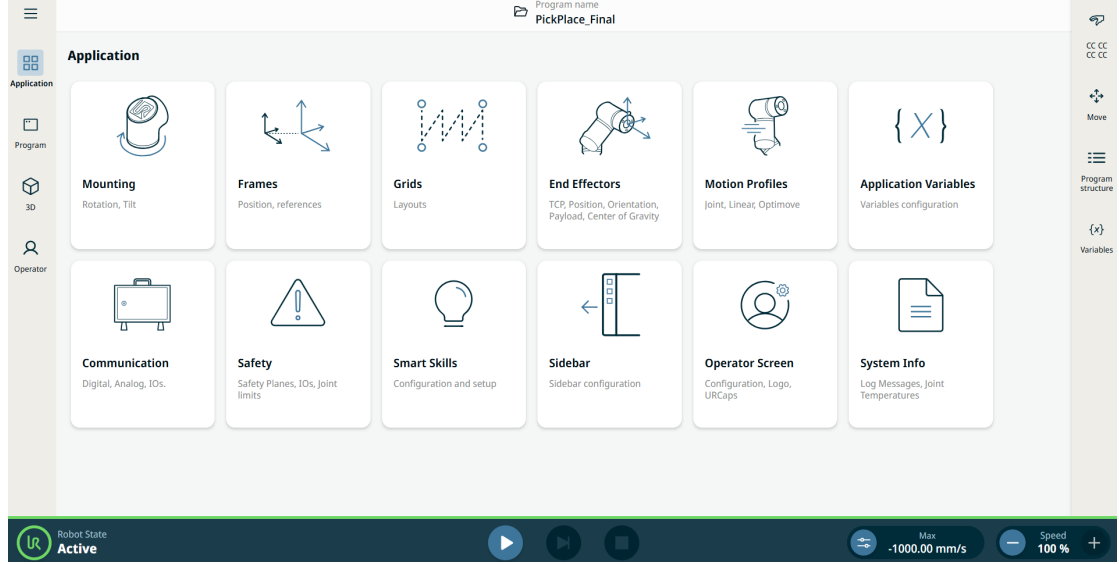 Program name
PickPlace_Final
Application
Application
Program
3D
Operator
Mounting
Rotation, Tilt
Frames
Position, references
Grids
Layouts
End Effectors
TCP, Position, Orientation,
Payload, Center of Gravity
Motion Profiles
Joint, Linear, Optimove
Application Variables
Variables configuration
Communication
Digital, Analog, IOs.
Safety
Safety Planes, IOs, Joint
limits
Smart Skills
Configuration and setup
Sidebar
Sidebar configuration
Operator Screen
Configuration, Logo,
URCaps
System Info
Log Messages, Joint
Temperatures
CC CC
CC CC
Move
Program
structure
{x}
Variables
UR
Robot State
Active
Max
-1000.00 mm/s
Speed
100 %